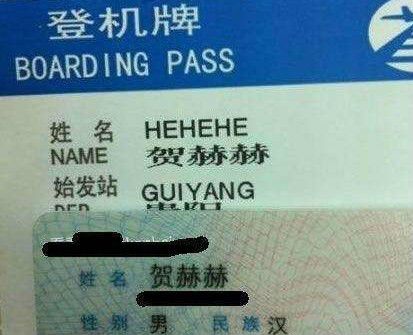 登机牌
BOARDING PASS
姓 名 HEHEHE
NAME 贺赫赫
始发站 GUIYANG
姓 名 贺赫赫
性 别 男 民 族 汉